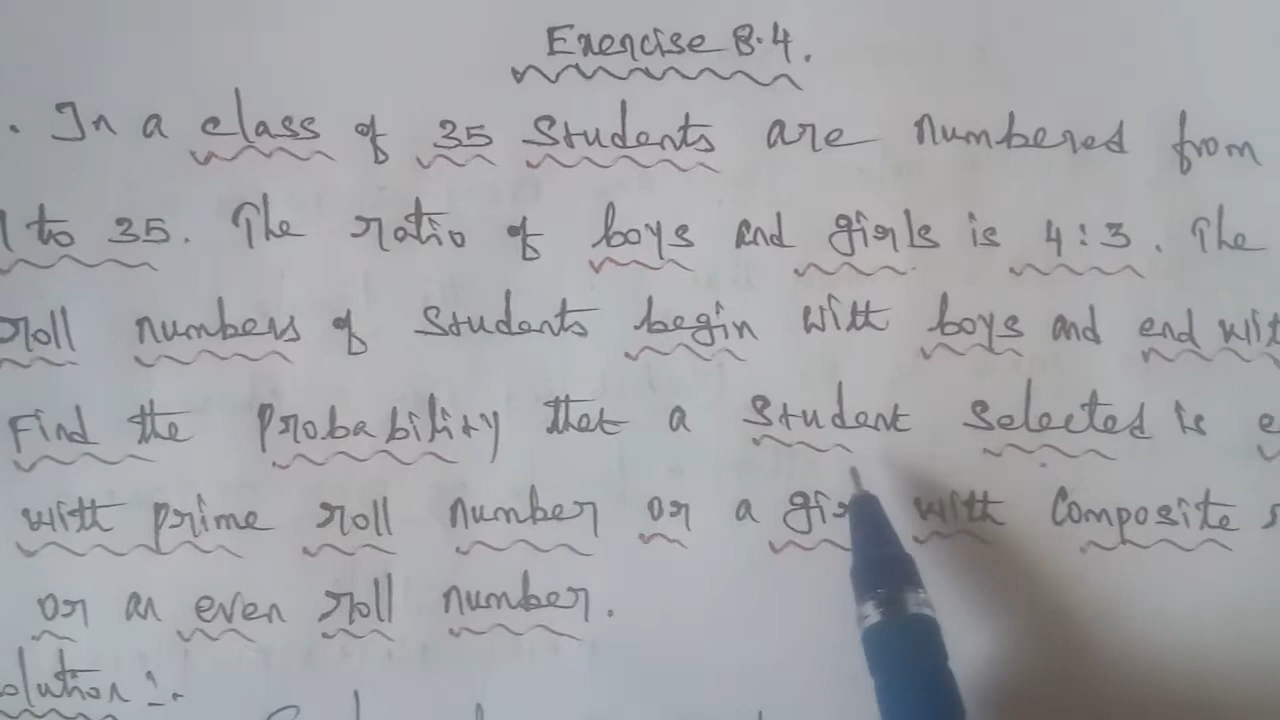 Exercise 8.4.
. In a class of 35 students are numbered from
1 to 35. The ratio of boys and girls is 4:3. The
roll numbers of students begin with boys and end wit
Find the probability that a student selected is e
with prime roll number or a gir with composite
or an even roll number.
olution :-